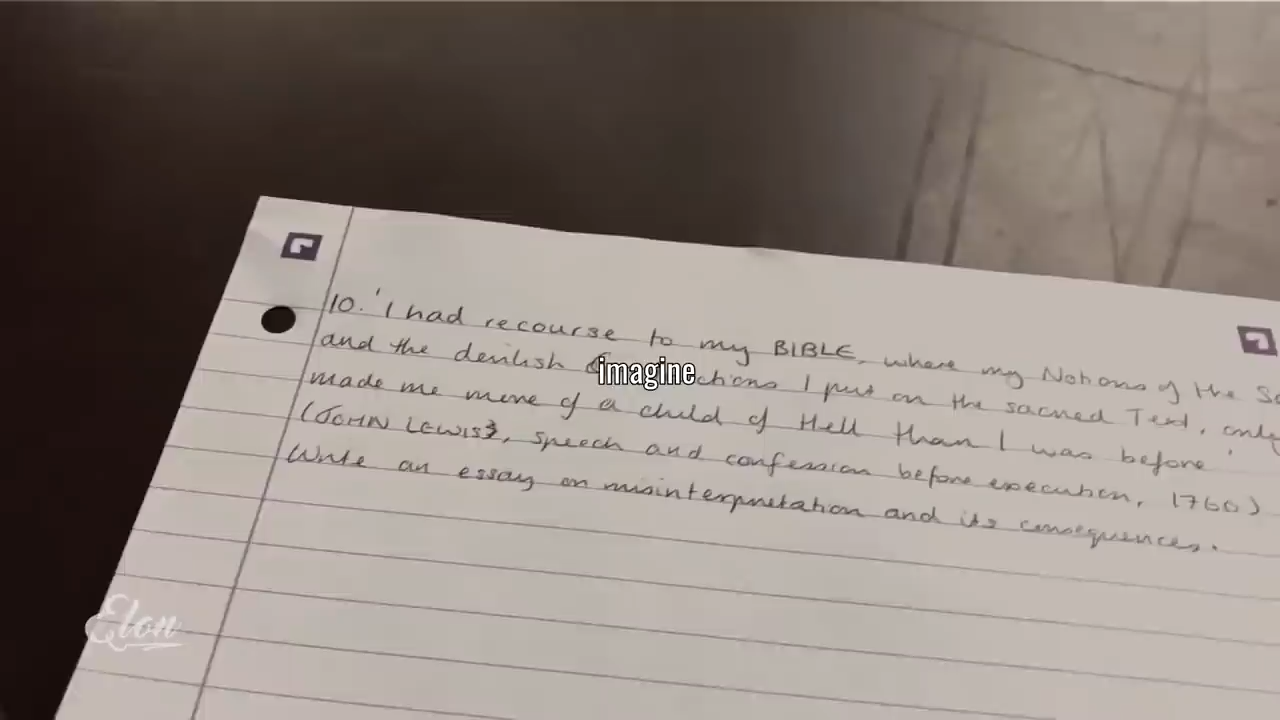 10. 'I had recourse to my BIBLE, where my Notions of the
and the devilish I put on the sacred Text, only
made me more of a child of Hell than I was before'
(JOHN LEWIS, speech and confession before execution, 1760)
Write an essay on misinterpretation and its consequences.
imagine
Elon